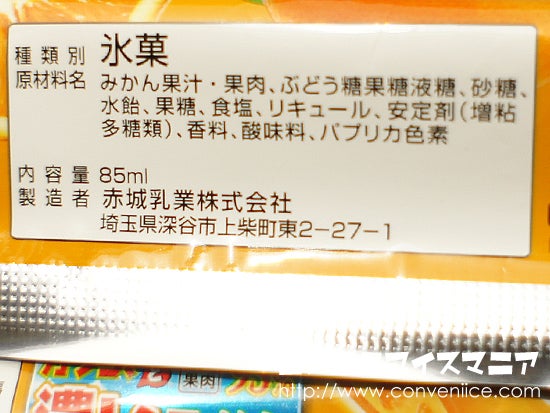 種類別 氷菓
原材料名 みかん果汁・果肉、ぶどう糖果糖液糖、砂糖、
水飴、果糖、食塩、リキュール、安定剤(増粘
多糖類)、香料、酸味料、パプリカ色素
内容量 85ml
製造者 赤城乳業株式会社
埼玉県深谷市上柴町東2-27-1
アイスマニア
果肉
http://www.conveniice.com/